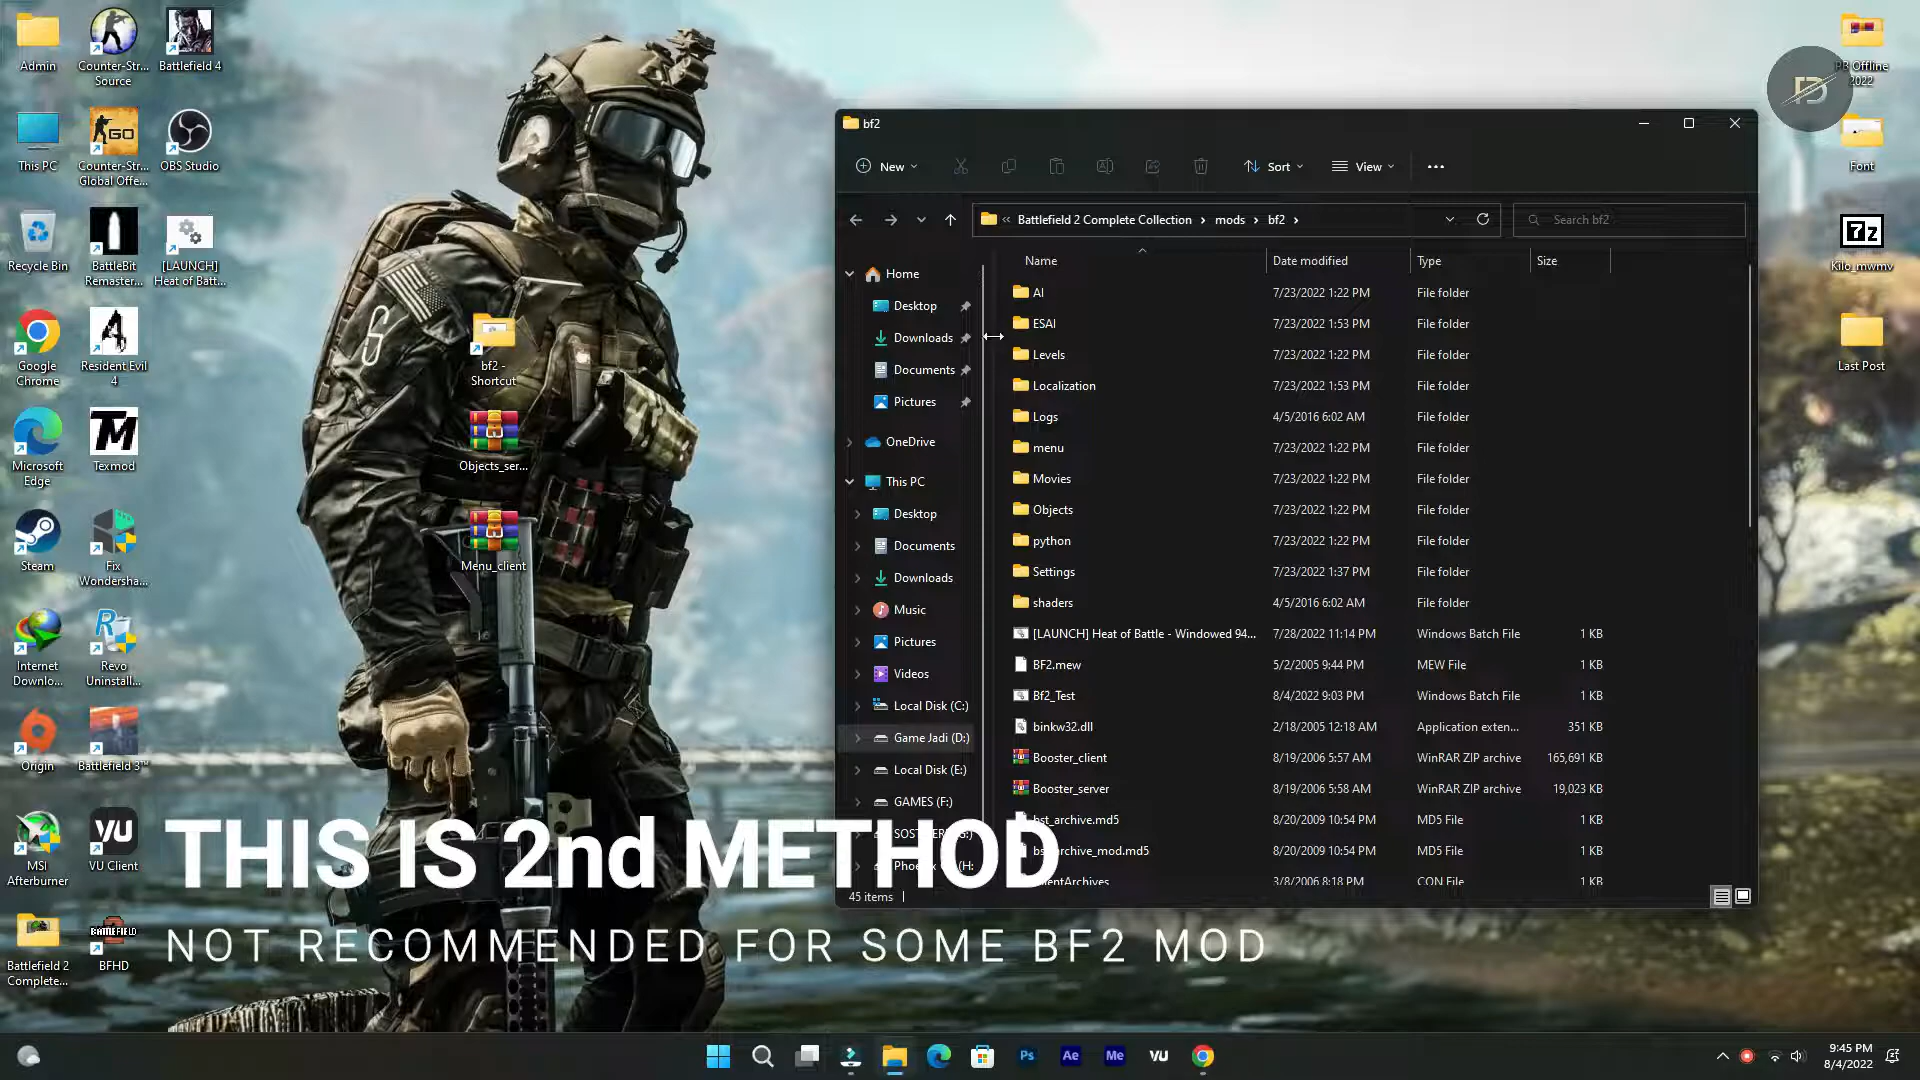 Admin
Counter-Str...
Source
Battlefield 4
This PC
Counter-Str...
Global Offe...
OBS Studio
Recycle Bin
BattleBit
Remaster...
[LAUNCH]
Heat of Batt...
Google
Chrome
Resident Evil
4
Microsoft
Edge
Texmod
Steam
Fix
Wondersha...
Internet
Downlo...
Revo
Uninstall...
Origin
Battlefield 3™
MSI
Afterburner
VU Client
Battlefield 2
Complete...
BFHD
bf2 -
Shortcut
Objects_ser...
Menu_client
PB Offline
2022
Font
Kilo_mwmv
Last Post
bf2
New
Sort
View
Battlefield 2 Complete Collection > mods > bf2 >
Search bf2
Home
Desktop
Downloads
Documents
Pictures
OneDrive
This PC
Desktop
Documents
Downloads
Music
Pictures
Videos
Local Disk (C:)
Game Jadi (D:)
Local Disk (E:)
GAMES (F:)
Name Date modified Type Size
AI 7/23/2022 1:22 PM File folder
ESAI 7/23/2022 1:53 PM File folder
Levels 7/23/2022 1:22 PM File folder
Localization 7/23/2022 1:53 PM File folder
Logs 4/5/2016 6:02 AM File folder
menu 7/23/2022 1:22 PM File folder
Movies 7/23/2022 1:22 PM File folder
Objects 7/23/2022 1:22 PM File folder
python 7/23/2022 1:22 PM File folder
Settings 7/23/2022 1:37 PM File folder
shaders 4/5/2016 6:02 AM File folder
[LAUNCH] Heat of Battle - Windowed 94... 7/28/2022 11:14 PM Windows Batch File 1 KB
BF2.mew 5/2/2005 9:44 PM MEW File 1 KB
Bf2_Test 8/4/2022 9:03 PM Windows Batch File 1 KB
binkw32.dll 2/18/2005 12:18 AM Application exten... 351 KB
Booster_client 8/19/2006 5:57 AM WinRAR ZIP archive 165,691 KB
Booster_server 8/19/2006 5:58 AM WinRAR ZIP archive 19,023 KB
bst_archive.md5 8/20/2009 10:54 PM MD5 File 1 KB
8/20/2009 10:54 PM MD5 File 1 KB
3/8/2006 8:18 PM CON File 1 KB
45 items
THIS IS 2nd METHOD
NOT RECOMMENDED FOR SOME BF2 MOD
9:45 PM
8/4/2022